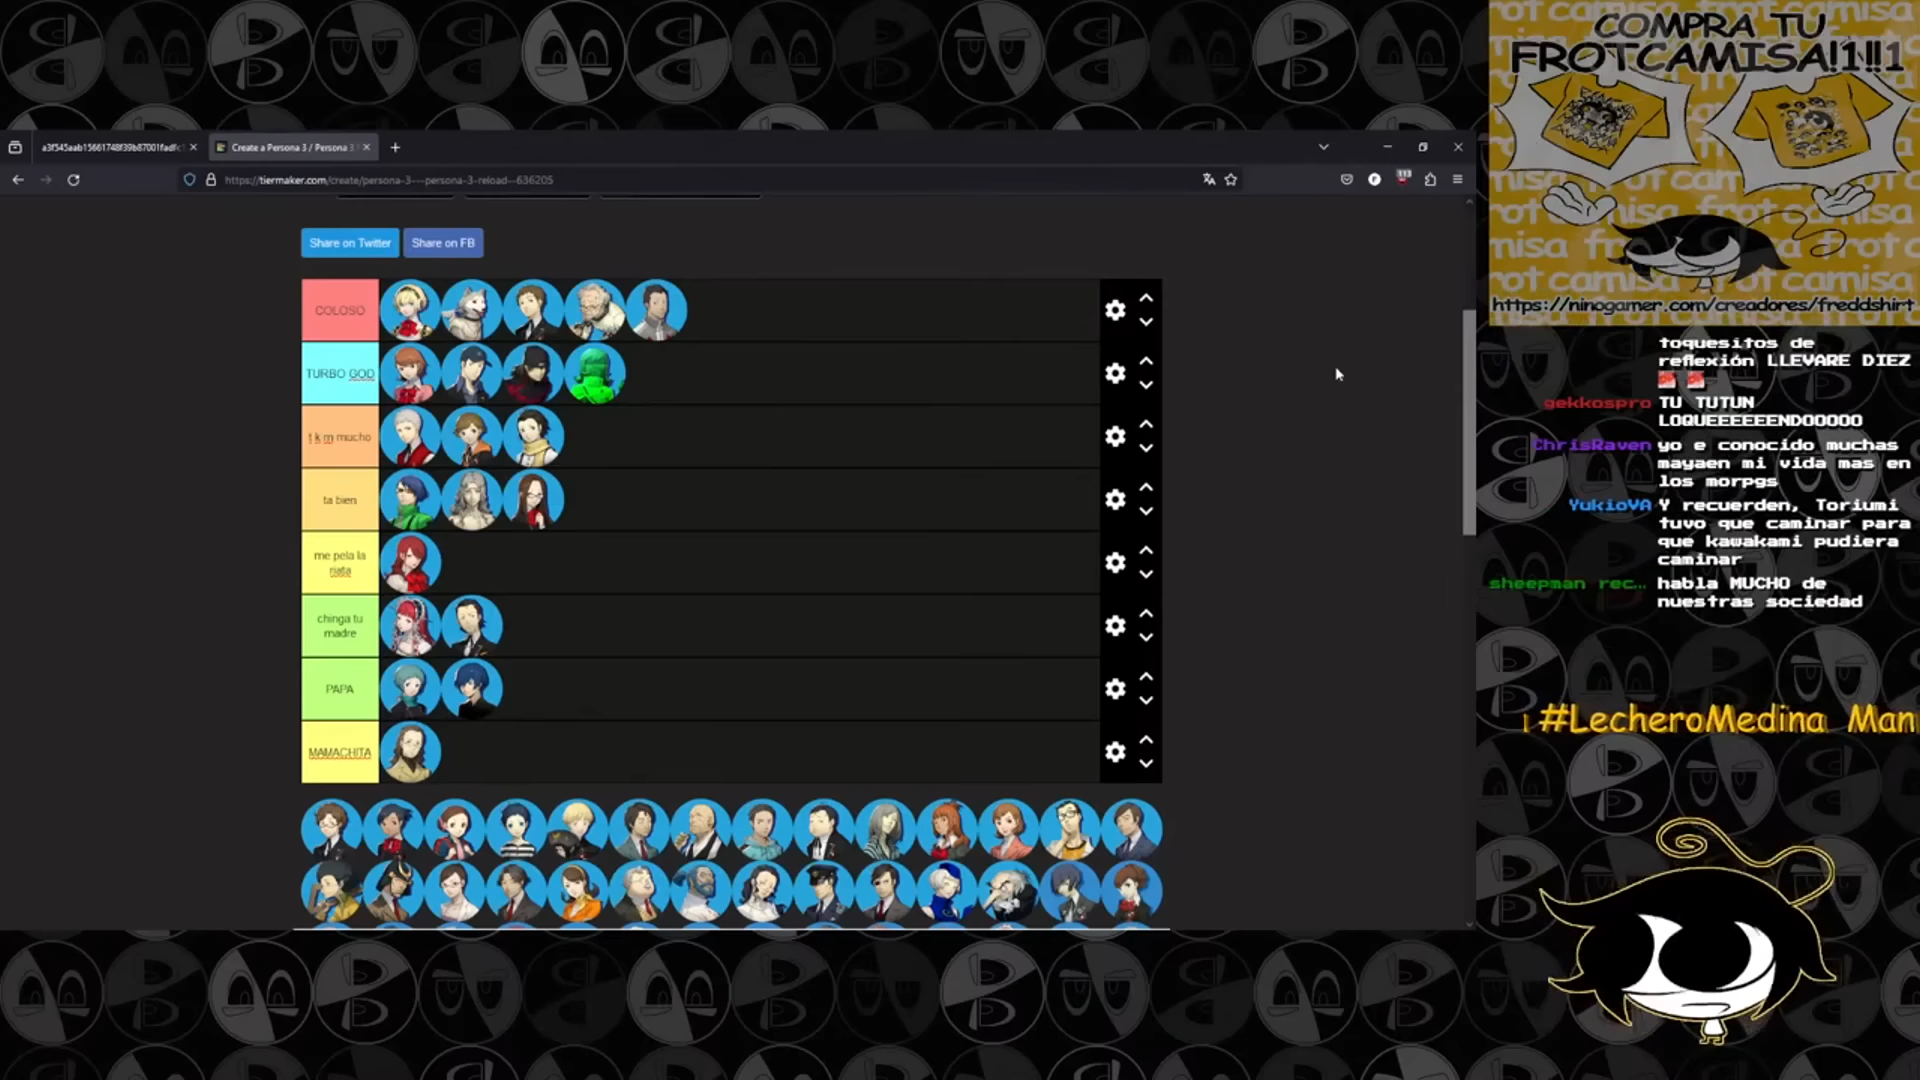 COMPRA TU
FROTCAMISA!1!!1
https://ninogamer.com/creadores/freddshirt
a3f545aab15661748f39b87001fadfc
Create a Persona 3 / Persona 3
https://tiermaker.com/create/persona-3----persona-3-reload--636205
Share on Twitter
Share on FB
COLOSO
TURBO GOD
t k m mucho
ta bien
me pela la
riata
chinga tu
madre
PAPA
MAMACHITA
toquesitos de
reflexión LLEVARE DIEZ
gekkospro TU TUTUN
LOQUEEEEEENDOOOOO
ChrisRaven yo e conocido muchas
mayaen mi vida mas en
los morpgs
YukioVA Y recuerden, Toriumi
tuvo que caminar para
que kawakami pudiera
caminar
sheepman rec... habla MUCHO de
nuestras sociedad
#LecheroMedina Man